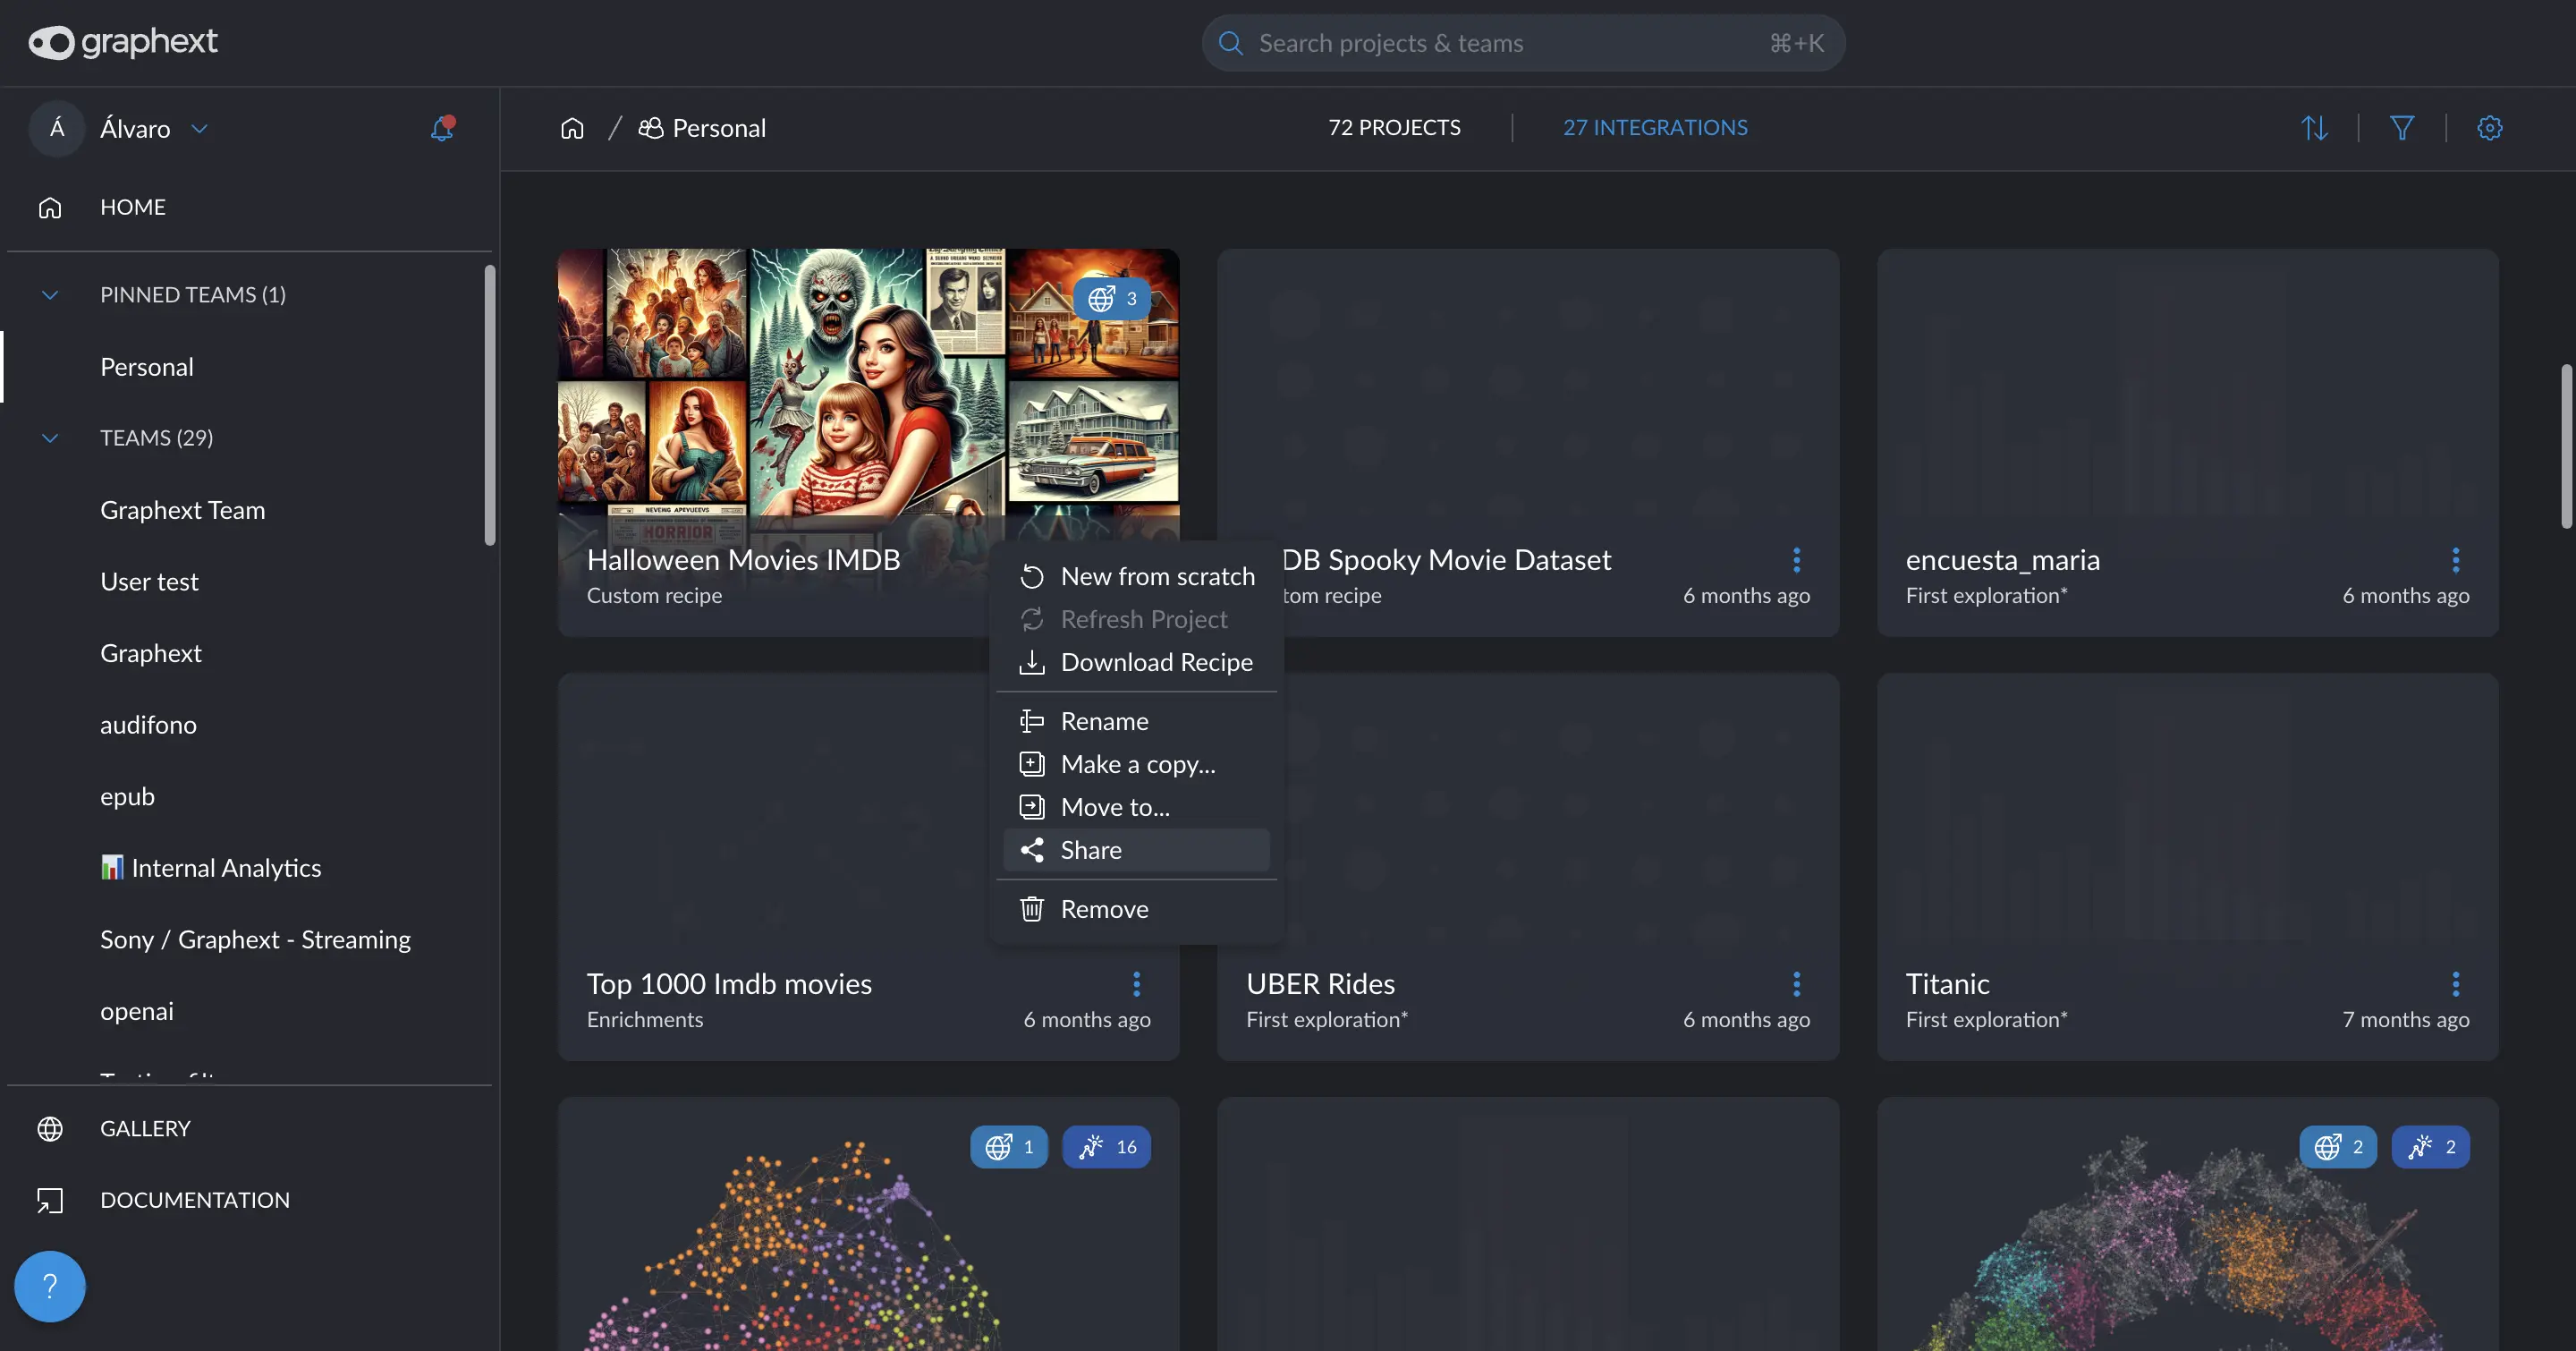 graphext
Search projects & teams
⌘+K
Á
Álvaro
/
Personal
72 PROJECTS
27 INTEGRATIONS
HOME
PINNED TEAMS (1)
Personal
TEAMS (29)
Graphext Team
User test
Graphext
audifono
epub
Internal Analytics
Sony / Graphext - Streaming
openai
GALLERY
DOCUMENTATION
?
3
HORRIOR
Halloween Movies IMDB
Custom recipe
New from scratch
Refresh Project
Download Recipe
Rename
Make a copy...
Move to...
Share
Remove
DB Spooky Movie Dataset
tom recipe
6 months ago
encuesta_maria
First exploration*
6 months ago
Top 1000 Imdb movies
Enrichments
6 months ago
UBER Rides
First exploration*
6 months ago
Titanic
First exploration*
7 months ago
1
16
2
2